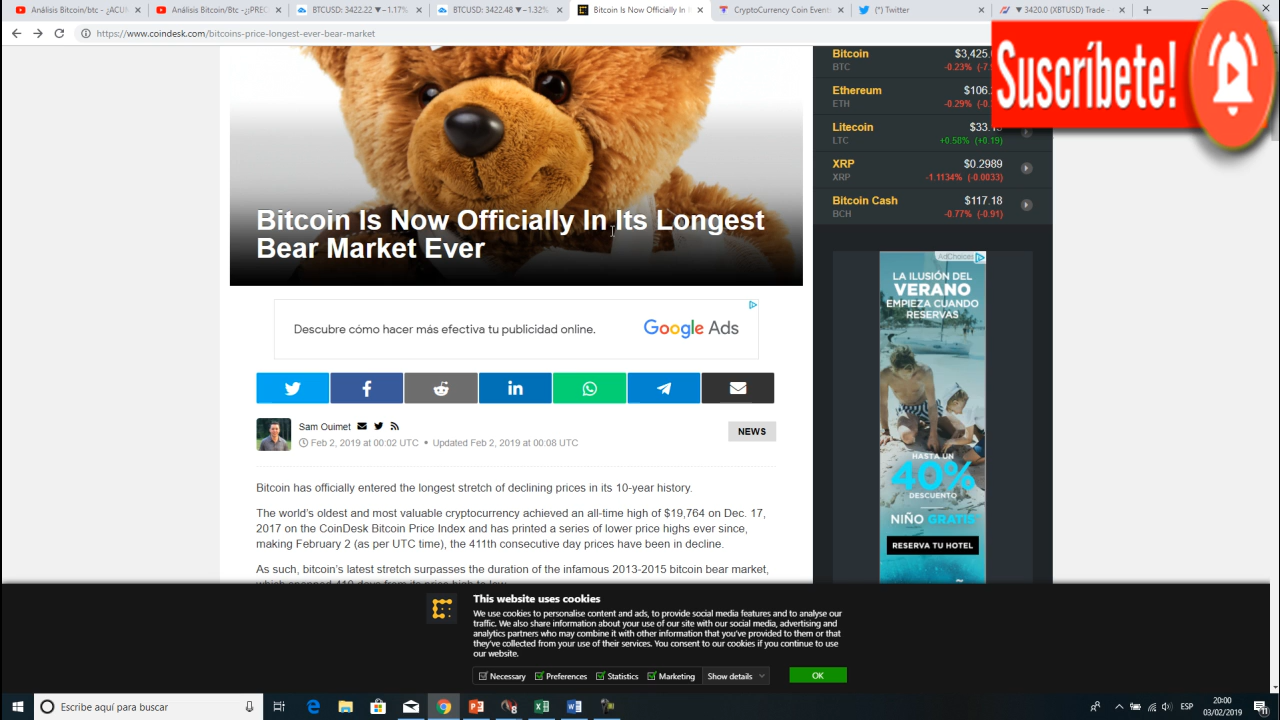 Análisis Bitcoin/btc - ¿ACUM
Análisis Bitcoin/Btc -¿¡PREC
BTCUSD: 3422.22 ▼−1.17%
BTCUSD: 3422.48 ▼−1.32%
Bitcoin Is Now Officially In I
CryptoCurrency Coin Event
(*) Twitter
▼ 3420.0 (XBTUSD) Trade -
https://www.coindesk.com/bitcoins-price-longest-ever-bear-market
Suscríbete!
Bitcoin $3,425.
BTC -0.23% (-7.
Ethereum $106.
ETH -0.29% (-0.
Litecoin $33.1
LTC +0.58% (+0.19)
XRP $0.2989
XRP -1.1134% (-0.0033)
Bitcoin Cash $117.18
BCH -0.77% (-0.91)
Bitcoin Is Now Officially In Its Longest
Bear Market Ever
Descubre cómo hacer más efectiva tu publicidad online.
Google Ads
Sam Ouimet
Feb 2, 2019 at 00:02 UTC • Updated Feb 2, 2019 at 00:08 UTC
NEWS
Bitcoin has officially entered the longest stretch of declining prices in its 10-year history.
The world's oldest and most valuable cryptocurrency achieved an all-time high of $19,764 on Dec. 17,
2017 on the CoinDesk Bitcoin Price Index and has printed a series of lower price highs ever since,
making February 2 (as per UTC time), the 411th consecutive day prices have been in decline.
As such, bitcoin's latest stretch surpasses the duration of the infamous 2013-2015 bitcoin bear market,
AdChoices
LA ILUSIÓN DEL
VERANO
EMPIEZA CUANDO
RESERVAS
HASTA UN
40%
DESCUENTO
NIÑO GRATIS
RESERVA TU HOTEL
This website uses cookies
We use cookies to personalise content and ads, to provide social media features and to analyse our
traffic. We also share information about your use of our site with our social media, advertising and
analytics partners who may combine it with other information that you've provided to them or that
they've collected from your use of their services. You consent to our cookies if you continue to use
our website.
Necessary Preferences Statistics Marketing Show details OK
Escribe aquí para buscar
ESP
20:00
03/02/2019